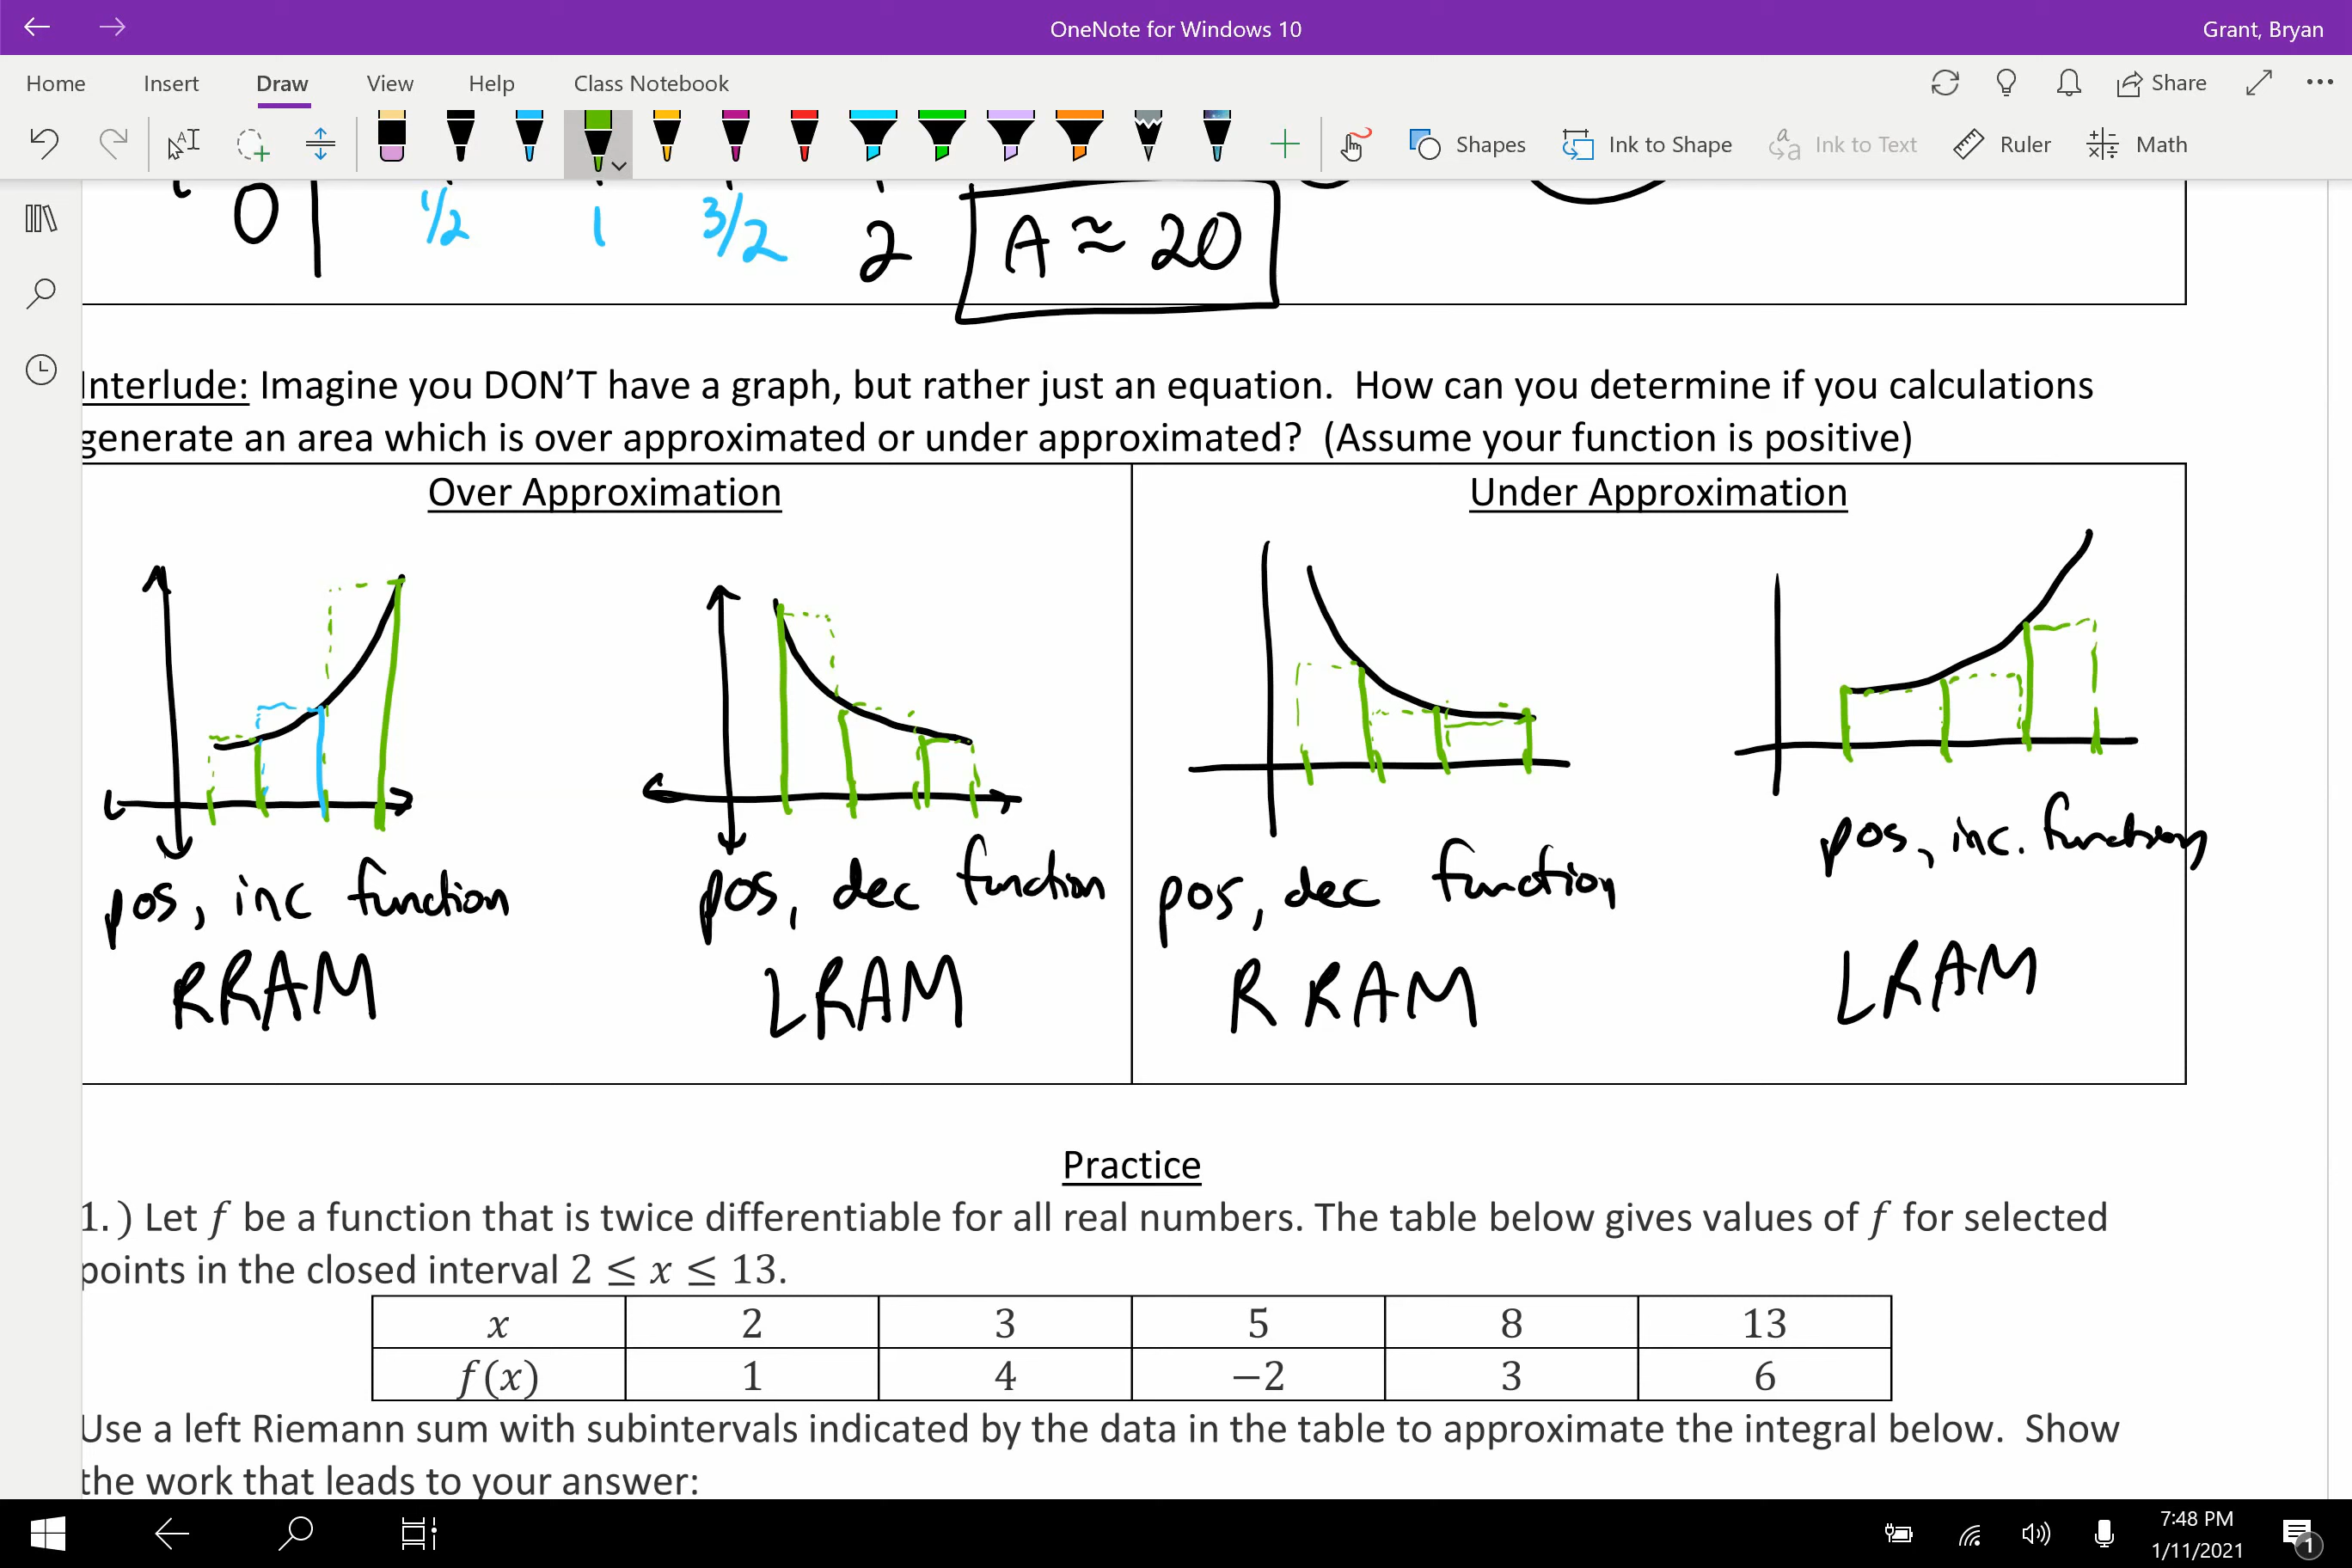 OneNote for Windows 10
Grant, Bryan
Home Insert Draw View Help Class Notebook Share
Shapes Ink to Shape Ink to Text Ruler Math
0 1/2 1 3/2 2 A ≈ 20
Interlude: Imagine you DON'T have a graph, but rather just an equation. How can you determine if you calculations
generate an area which is over approximated or under approximated? (Assume your function is positive)
Over Approximation
pos, inc function
RRAM
pos, dec function
LRAM
Under Approximation
pos, dec function
RRAM
pos, inc. function
LRAM
Practice
1.) Let f be a function that is twice differentiable for all real numbers. The table below gives values of f for selected
points in the closed interval 2 ≤ x ≤ 13.
x 2 3 5 8 13
f(x) 1 4 −2 3 6
Use a left Riemann sum with subintervals indicated by the data in the table to approximate the integral below. Show
the work that leads to your answer:
7:48 PM
1/11/2021
1